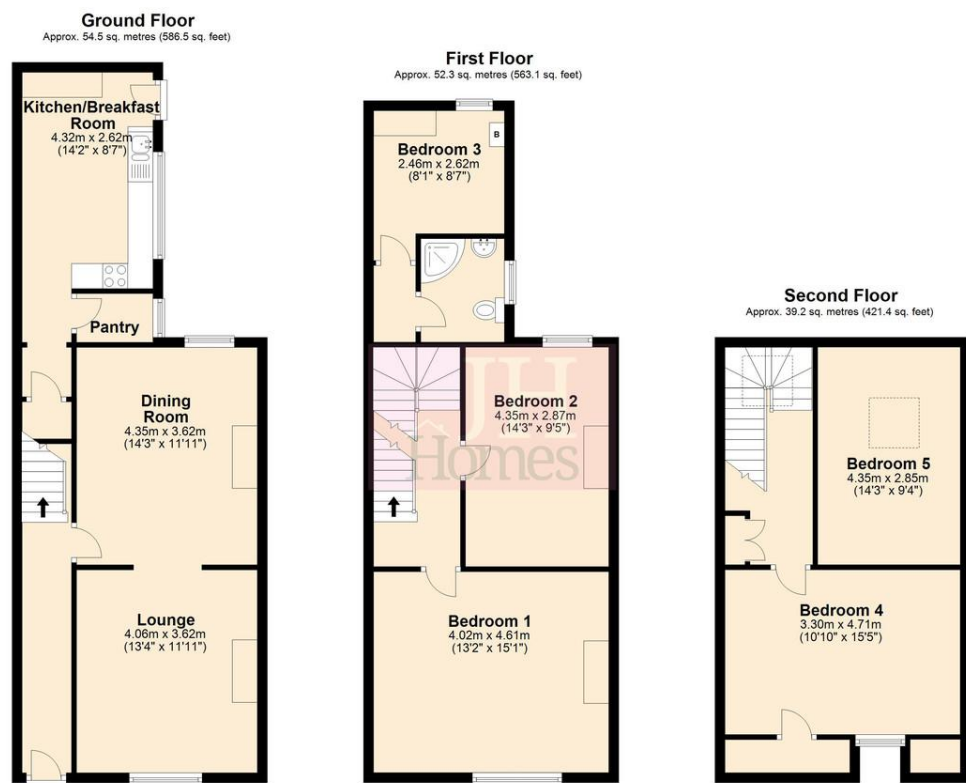 Ground Floor
Approx. 54.5 sq. metres (586.5 sq. feet)
Kitchen/Breakfast
Room
4.32m x 2.62m
(14'2" x 8'7")
Pantry
Dining
Room
4.35m x 3.62m
(14'3" x 11'11")
Lounge
4.06m x 3.62m
(13'4" x 11'11")
First Floor
Approx. 52.3 sq. metres (563.1 sq. feet)
B
Bedroom 3
2.46m x 2.62m
(8'1" x 8'7")
JH
Homes
Bedroom 2
4.35m x 2.87m
(14'3" x 9'5")
Bedroom 1
4.02m x 4.61m
(13'2" x 15'1")
Second Floor
Approx. 39.2 sq. metres (421.4 sq. feet)
Bedroom 5
4.35m x 2.85m
(14'3" x 9'4")
Bedroom 4
3.30m x 4.71m
(10'10" x 15'5")